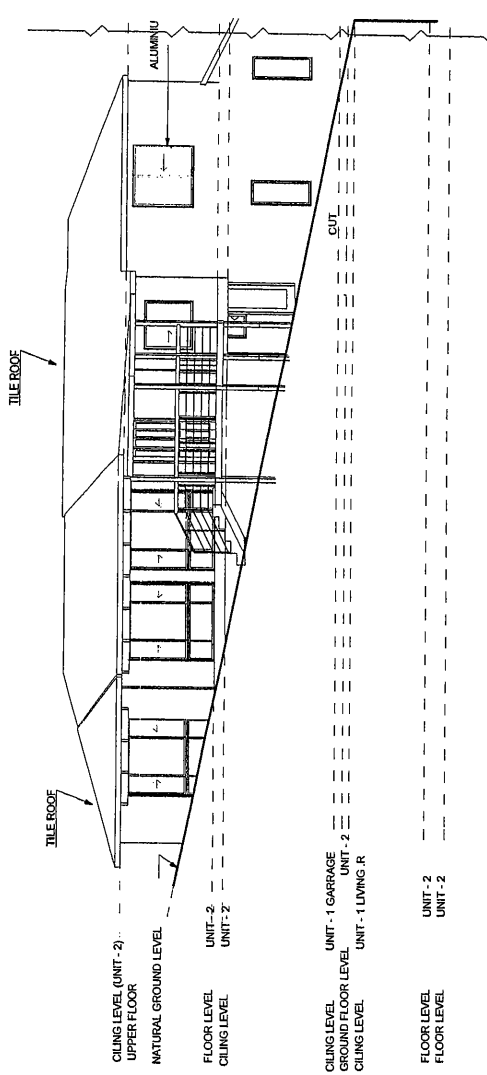 TILE ROOF
TILE ROOF
ALUMINIU
CUT
CILING LEVEL (UNIT - 2)
UPPER FLOOR
NATURAL GROUND LEVEL
FLOOR LEVEL UNIT - 2
CILING LEVEL UNIT - 2
CILING LEVEL UNIT - 1 GARRAGE
GROUND FLOOR LEVEL UNIT - 2
CILING LEVEL UNIT - 1 LIVING .R
FLOOR LEVEL UNIT - 2
FLOOR LEVEL UNIT - 2